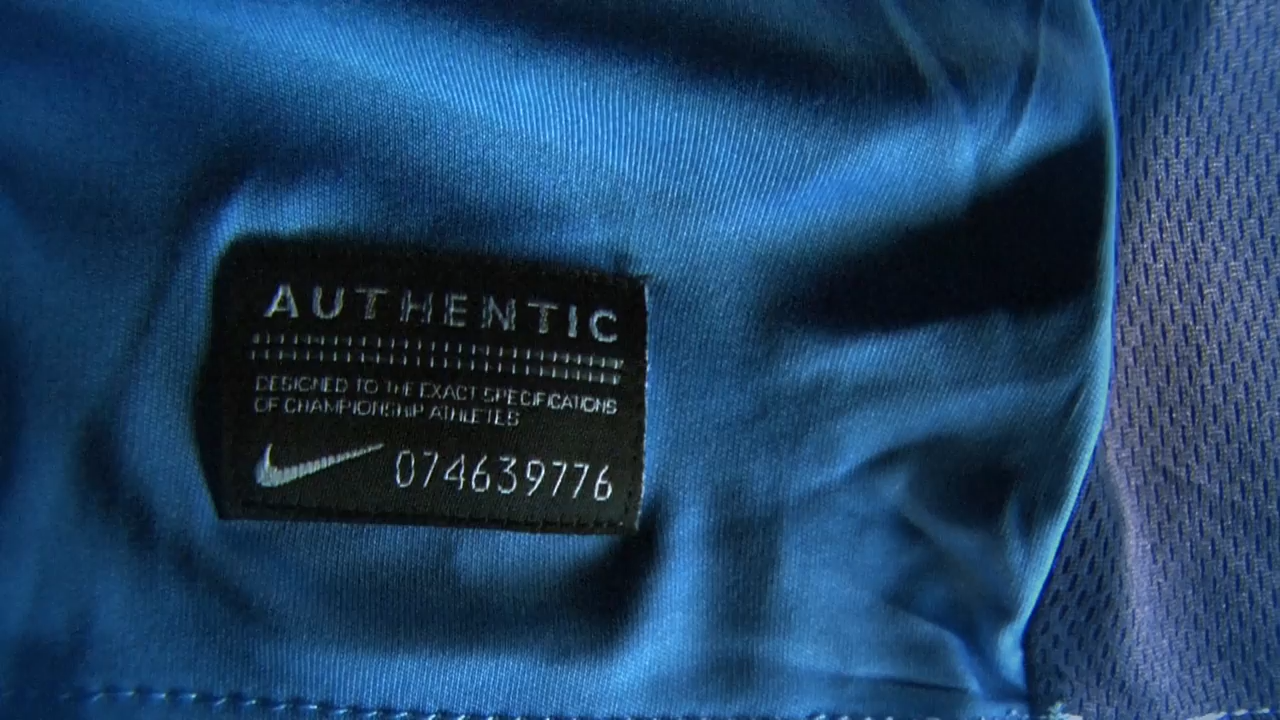 AUTHENTIC
DESIGNED TO THE EXACT SPECIFICATIONS
OF CHAMPIONSHIP ATHLETES
074639776